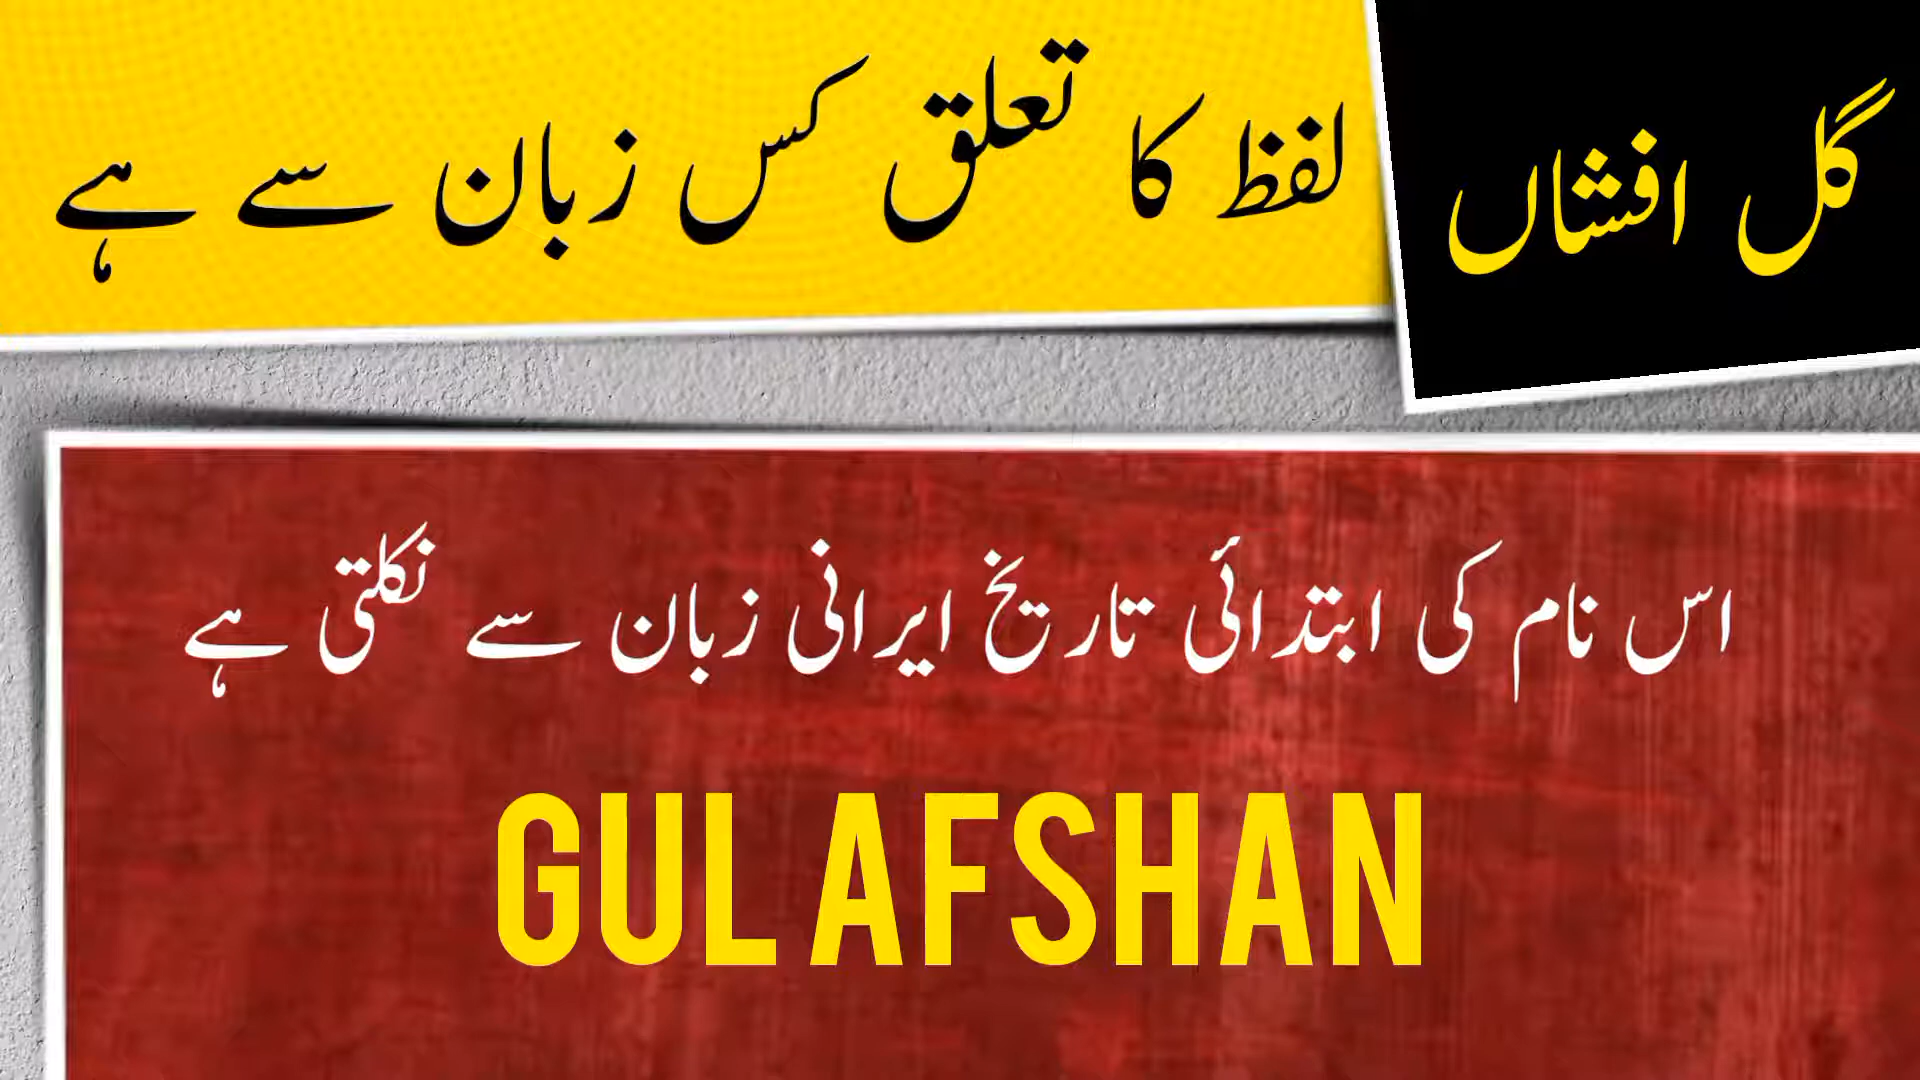 گل افشاں
لفظ کا تعلق کس زبان سے ہے
اس نام کی ابتدائی تاریخ ایرانی زبان سے نکلتی ہے
GUL AFSHAN